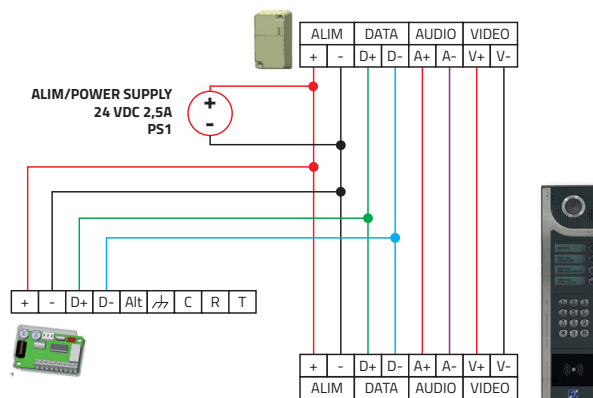 ALIM DATA AUDIO VIDEO
+ - D+ D- A+ A- V+ V-
ALIM/POWER SUPPLY
24 VDC 2,5A
PS1
+
-
+ - D+ D- Alt C R T
+ - D+ D- A+ A- V+ V-
ALIM DATA AUDIO VIDEO